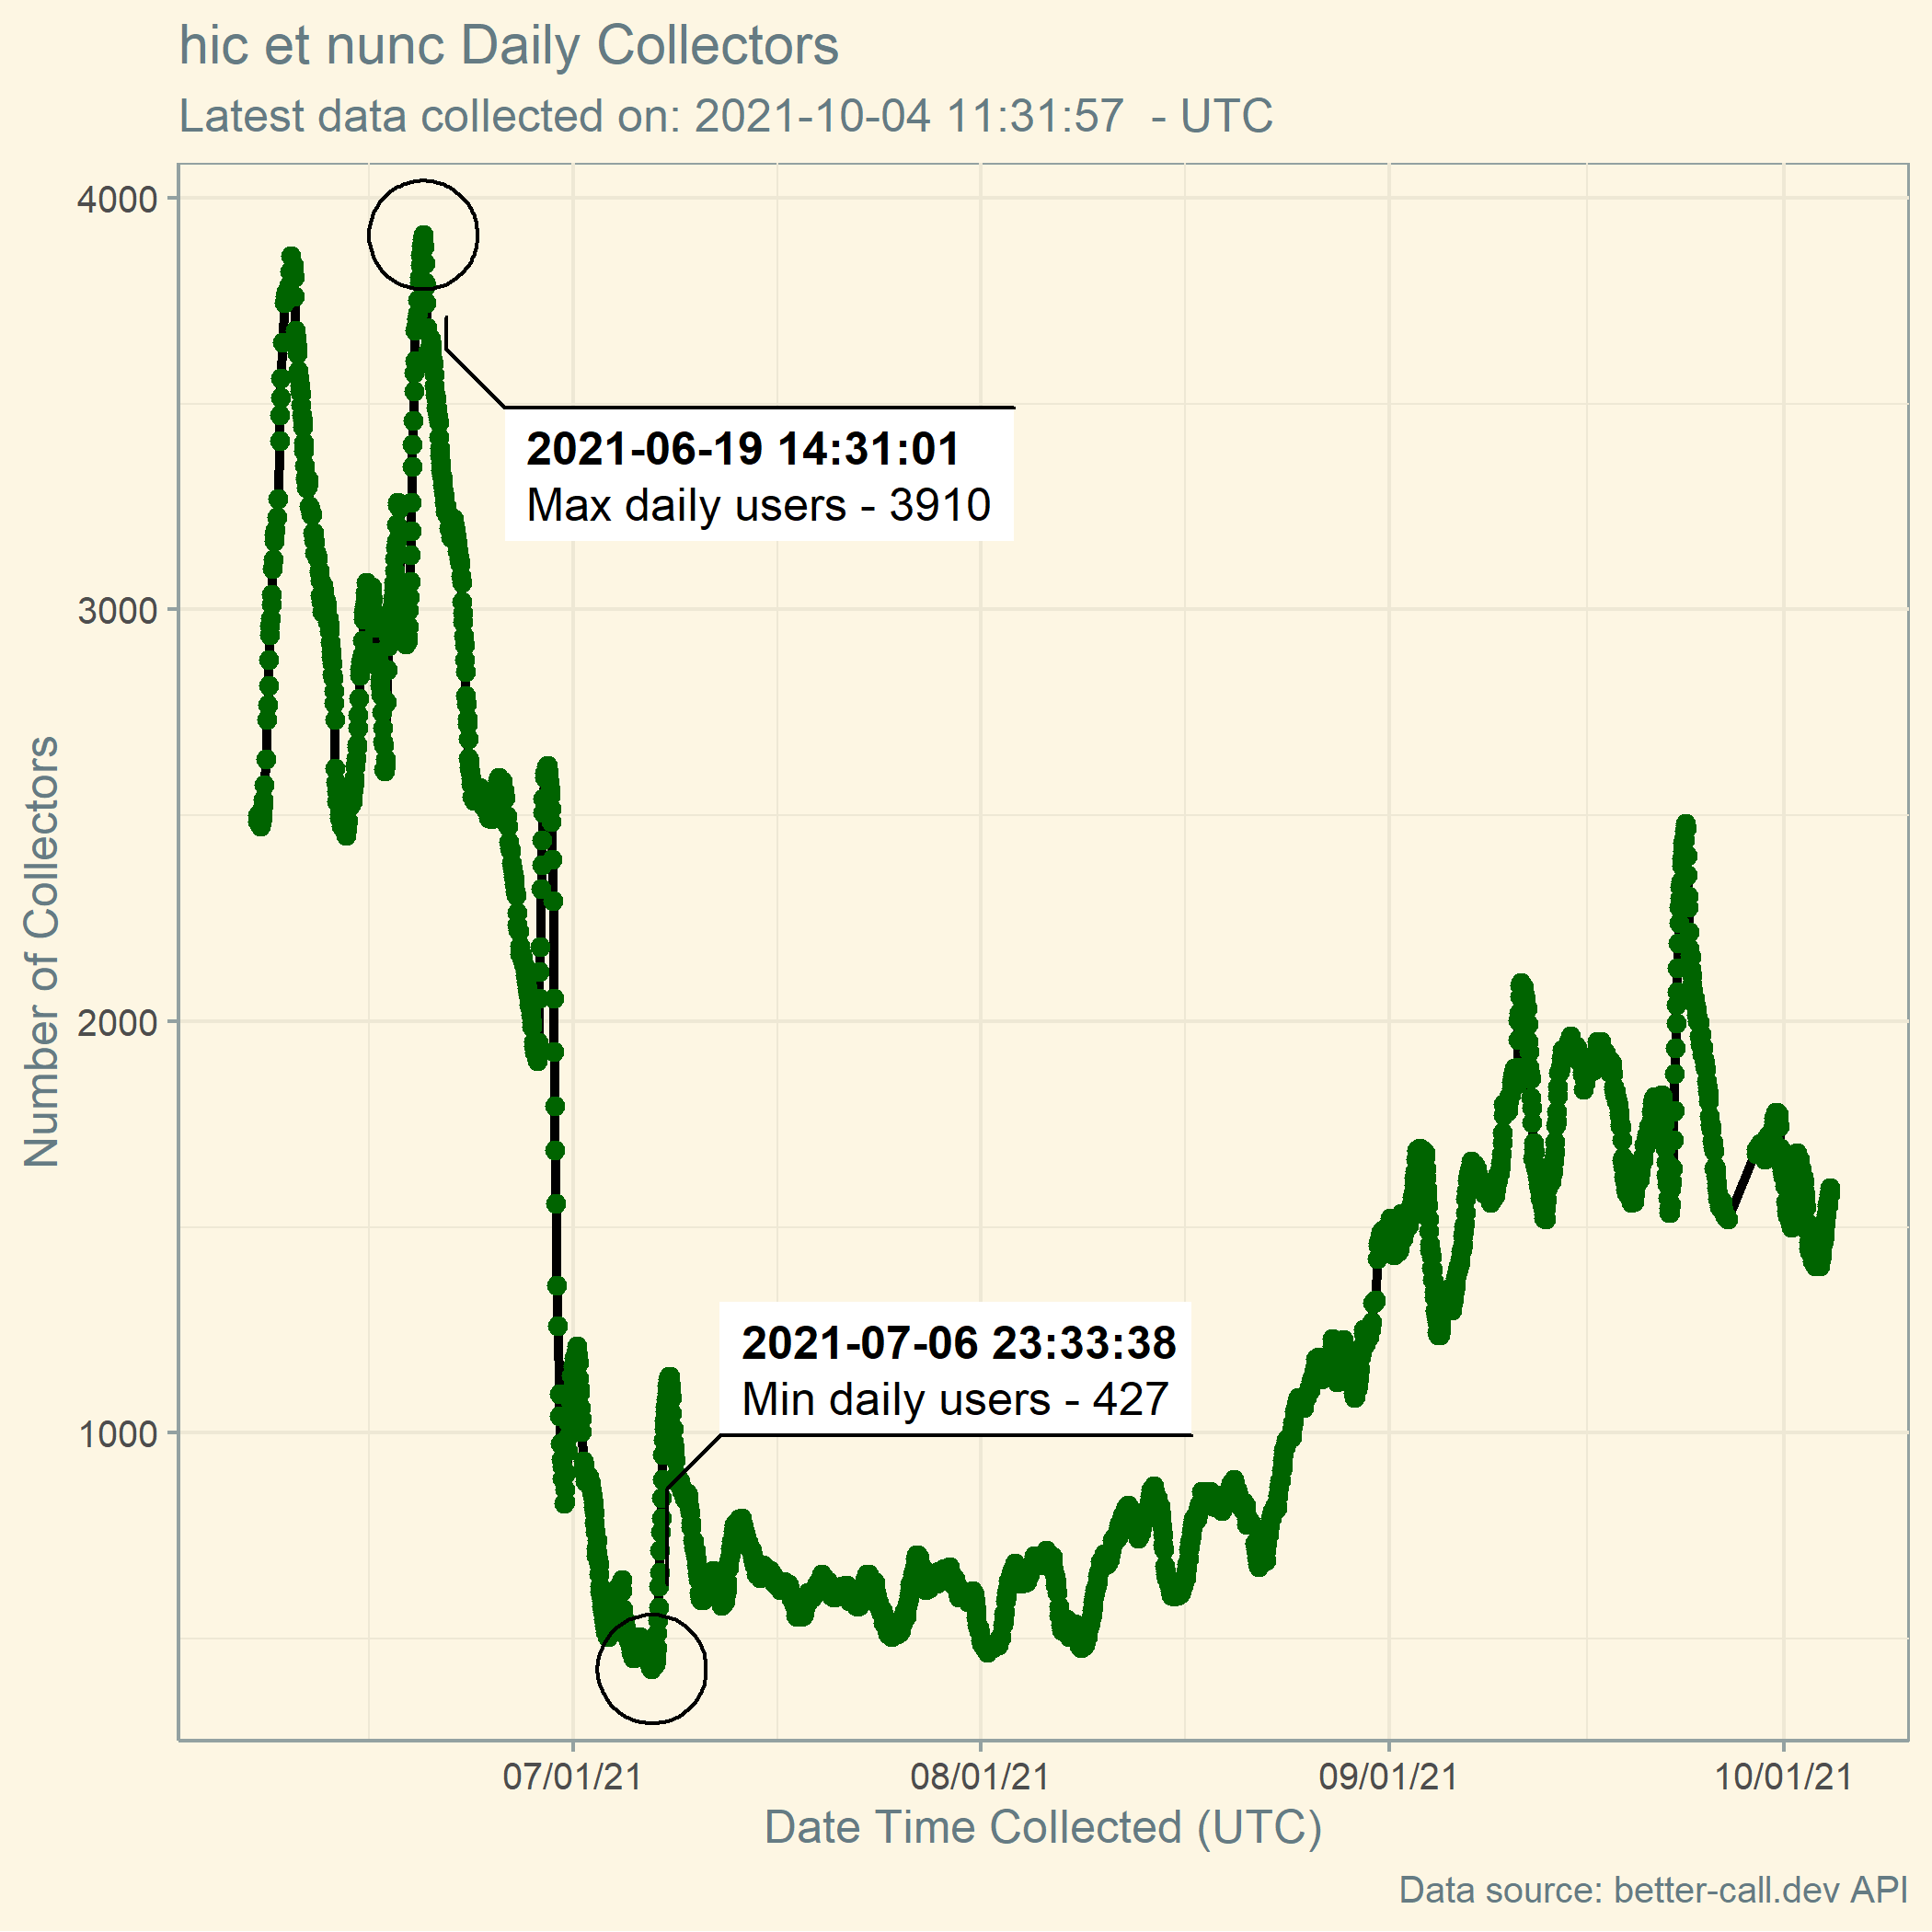 hic et nunc Daily Collectors
Latest data collected on: 2021-10-04 11:31:57  - UTC
Number of Collectors
4000
3000
2000
1000
2021-06-19 14:31:01
Max daily users - 3910
2021-07-06 23:33:38
Min daily users - 427
07/01/21
08/01/21
09/01/21
10/01/21
Date Time Collected (UTC)
Data source: better-call.dev API